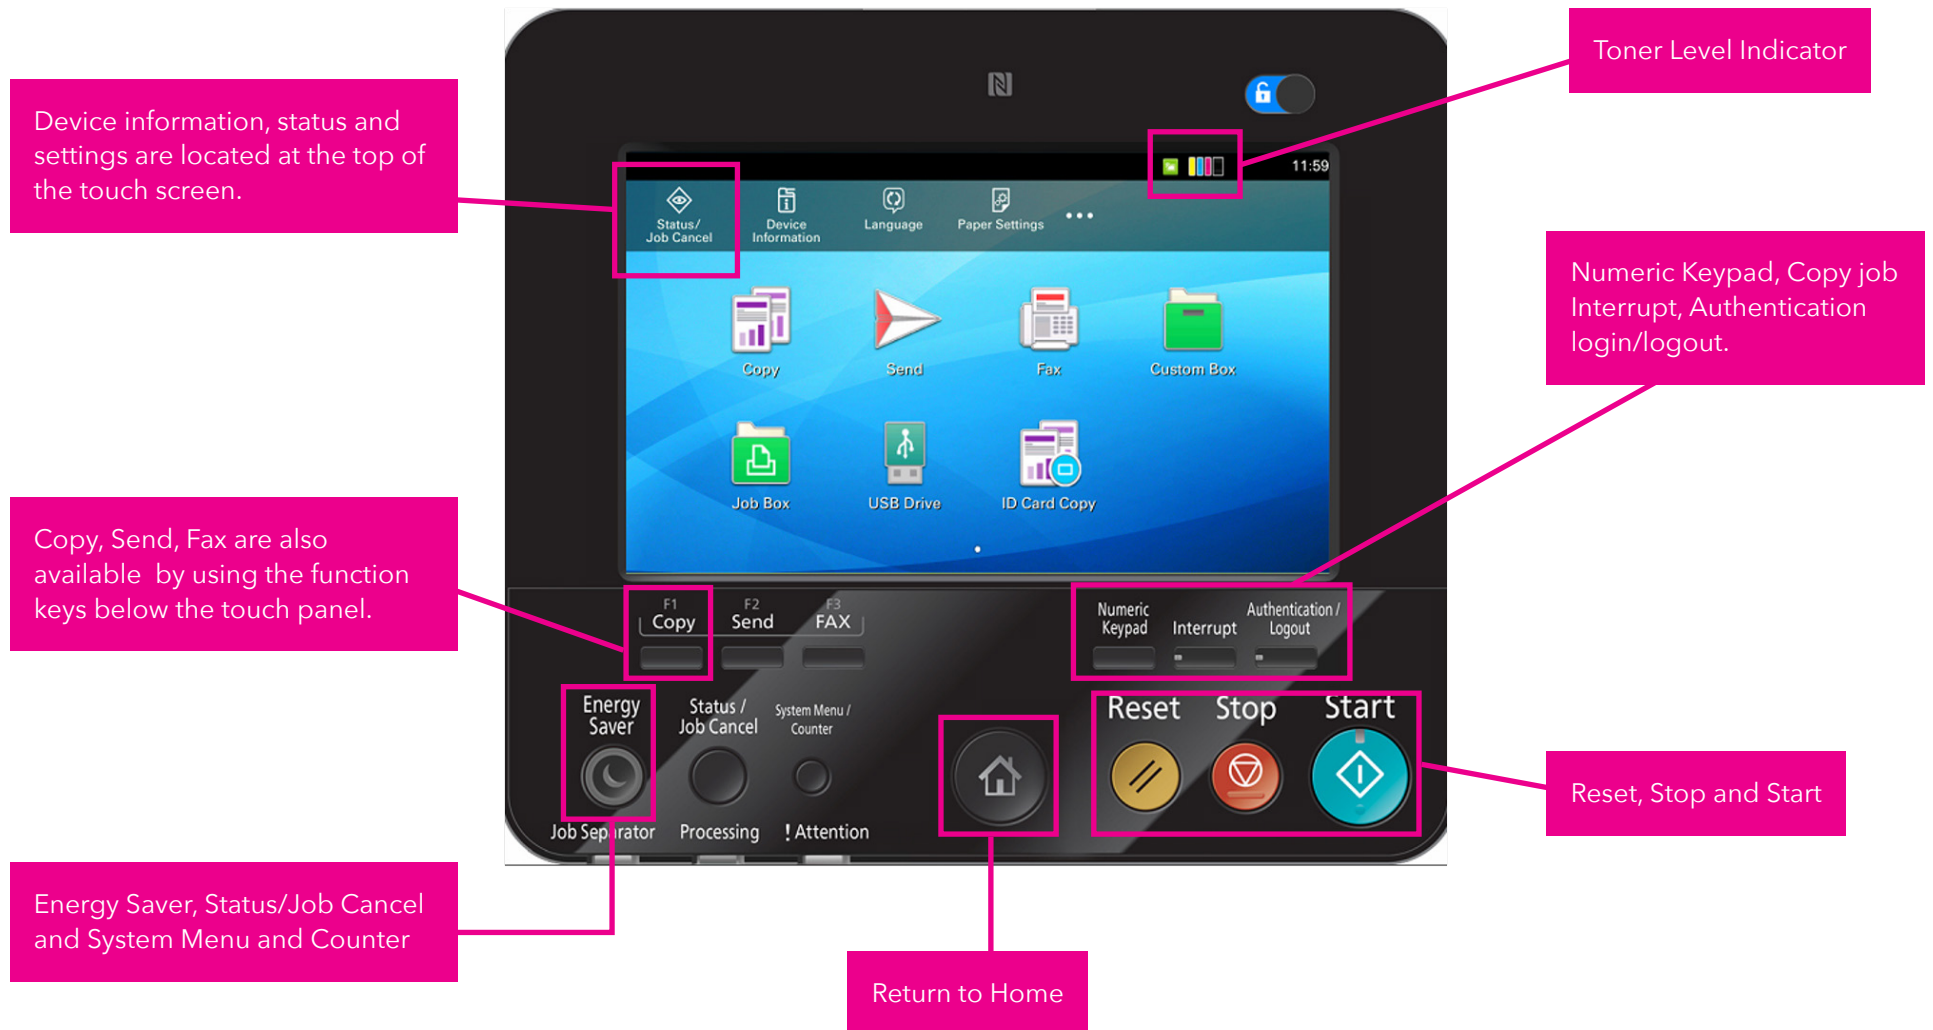 Toner Level Indicator
Device information, status and
settings are located at the top of
the touch screen.
11:59
Status/
Job Cancel
Device
Information
Language
Paper Settings
Numeric Keypad, Copy job
Interrupt, Authentication
login/logout.
Copy
Send
Fax
Custom Box
Job Box
USB Drive
ID Card Copy
Copy, Send, Fax are also
available by using the function
keys below the touch panel.
F1
Copy
F2
Send
F3
FAX
Numeric
Keypad
Interrupt
Authentication /
Logout
Energy
Saver
Status /
Job Cancel
System Menu /
Counter
Reset
Stop
Start
Reset, Stop and Start
Job Separator
Processing
! Attention
Energy Saver, Status/Job Cancel
and System Menu and Counter
Return to Home